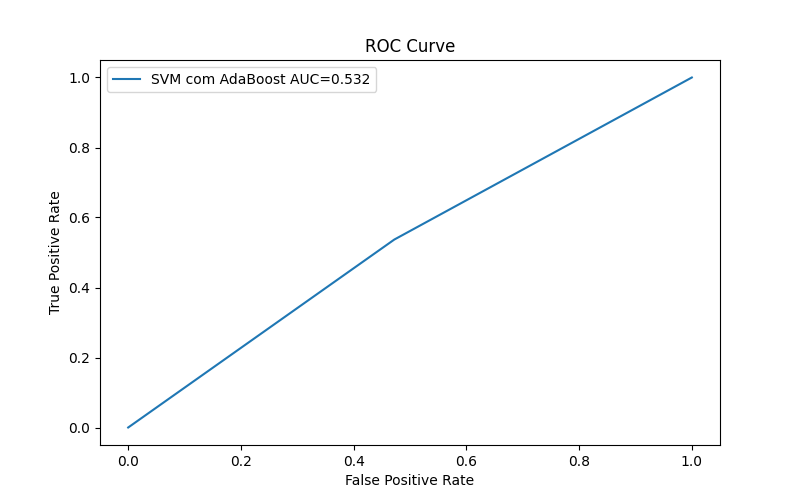 ROC Curve
SVM com AdaBoost AUC=0.532
True Positive Rate
1.0
0.8
0.6
0.4
0.2
0.0
0.0 0.2 0.4 0.6 0.8 1.0
False Positive Rate